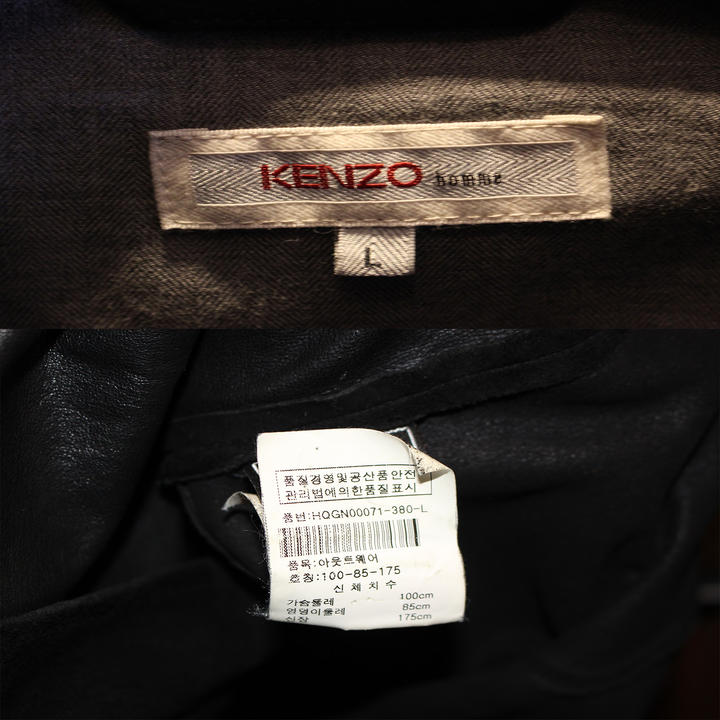 KENZO homme
L
품질경영및공산품안전
관리법에의한품질표시
품번:HQGN00071-380-L
품목:아웃트웨어
호칭:100-85-175
신체치수
가슴둘레 100cm
엉덩이둘레 85cm
신장 175cm